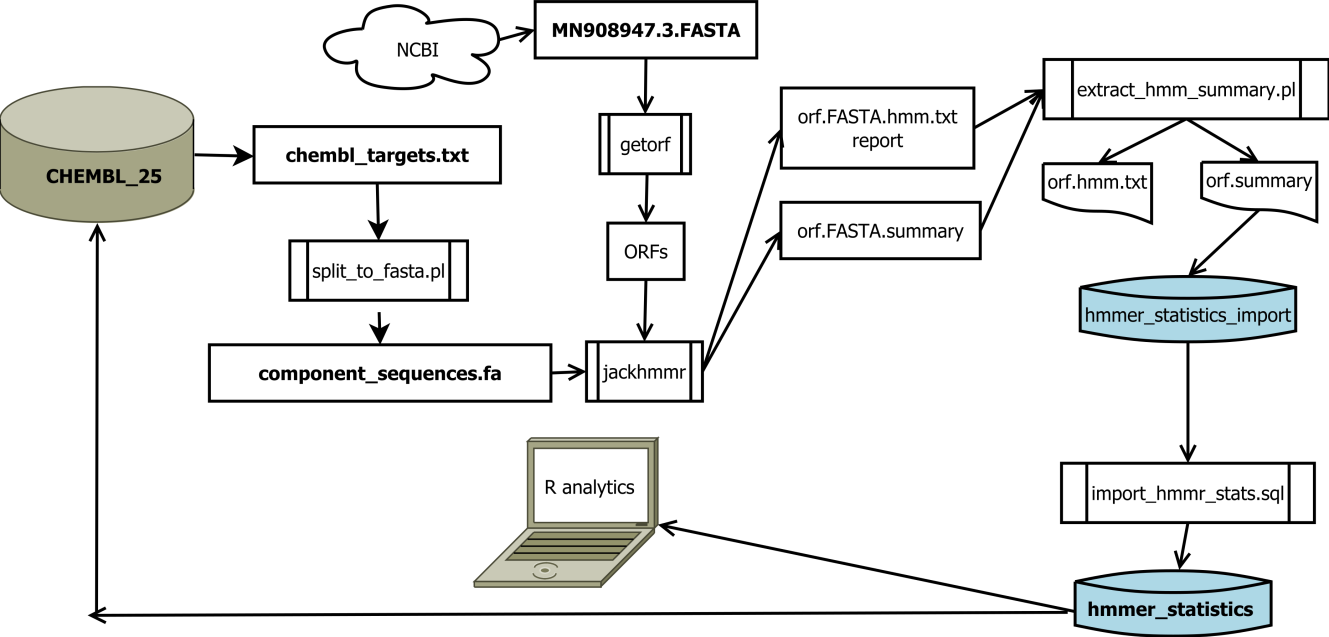 NCBI
MN908947.3.FASTA
CHEMBL_25
chembl_targets.txt
split_to_fasta.pl
component_sequences.fa
getorf
ORFs
jackhmmr
orf.FASTA.hmm.txt
report
orf.FASTA.summary
extract_hmm_summary.pl
orf.hmm.txt
orf.summary
hmmer_statistics_import
import_hmmr_stats.sql
hmmer_statistics
R analytics